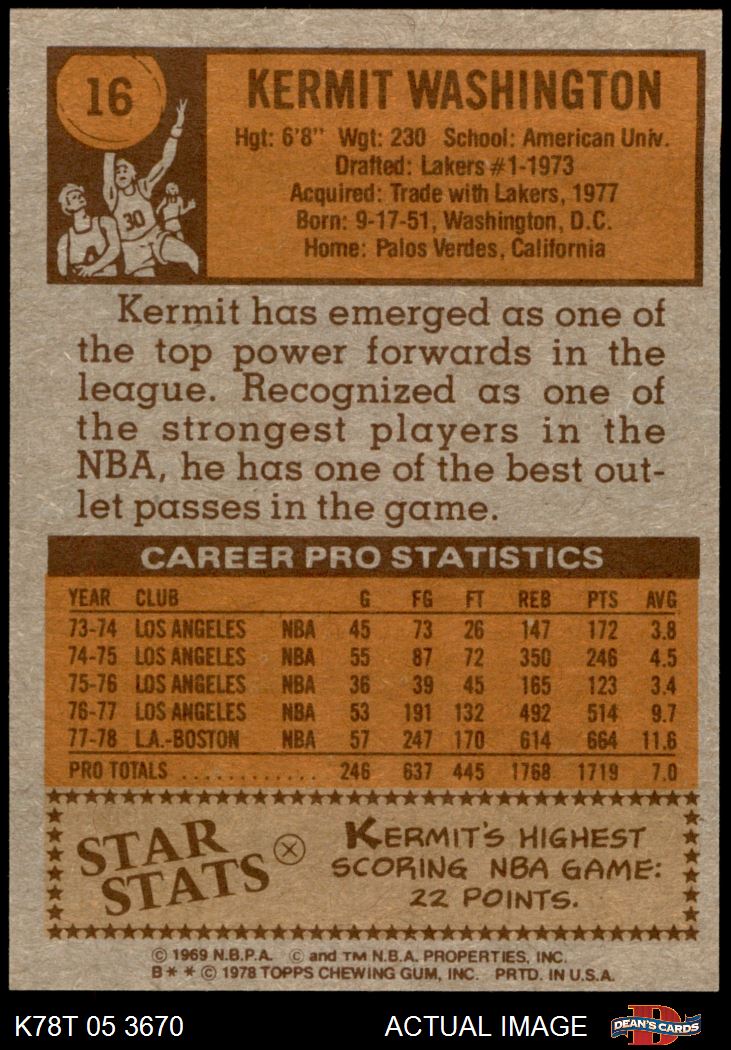 16
KERMIT WASHINGTON
Hgt: 6'8" Wgt: 230 School: American Univ.
Drafted: Lakers #1-1973
Acquired: Trade with Lakers, 1977
Born: 9-17-51, Washington, D.C.
Home: Palos Verdes, California
30
Kermit has emerged as one of
the top power forwards in the
league. Recognized as one of
the strongest players in the
NBA, he has one of the best out-
let passes in the game.
CAREER PRO STATISTICS
YEAR CLUB G FG FT REB PTS AVG
73-74 LOS ANGELES NBA 45 73 26 147 172 3.8
74-75 LOS ANGELES NBA 55 87 72 350 246 4.5
75-76 LOS ANGELES NBA 36 39 45 165 123 3.4
76-77 LOS ANGELES NBA 53 191 132 492 514 9.7
77-78 L.A.-BOSTON NBA 57 247 170 614 664 11.6
PRO TOTALS ............ 246 637 445 1768 1719 7.0
STAR
STATS
KERMIT'S HIGHEST
SCORING NBA GAME:
22 POINTS.
© 1969 N.B.P.A. © and TM N.B.A. PROPERTIES, INC.
B* * © 1978 TOPPS CHEWING GUM, INC. PRTD. IN U.S.A.
K78T 05 3670 ACTUAL IMAGE D DEAN'S CARDS